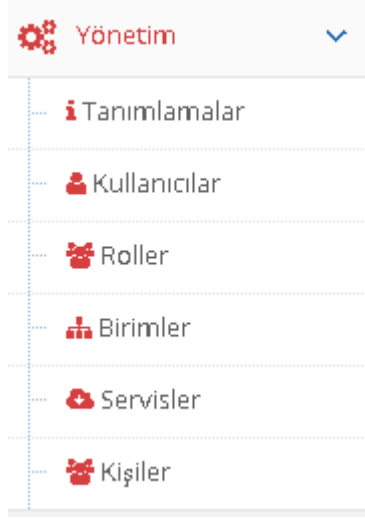 Yönetim
Tanımlamalar
Kullanıcılar
Roller
Birimler
Servisler
Kişiler